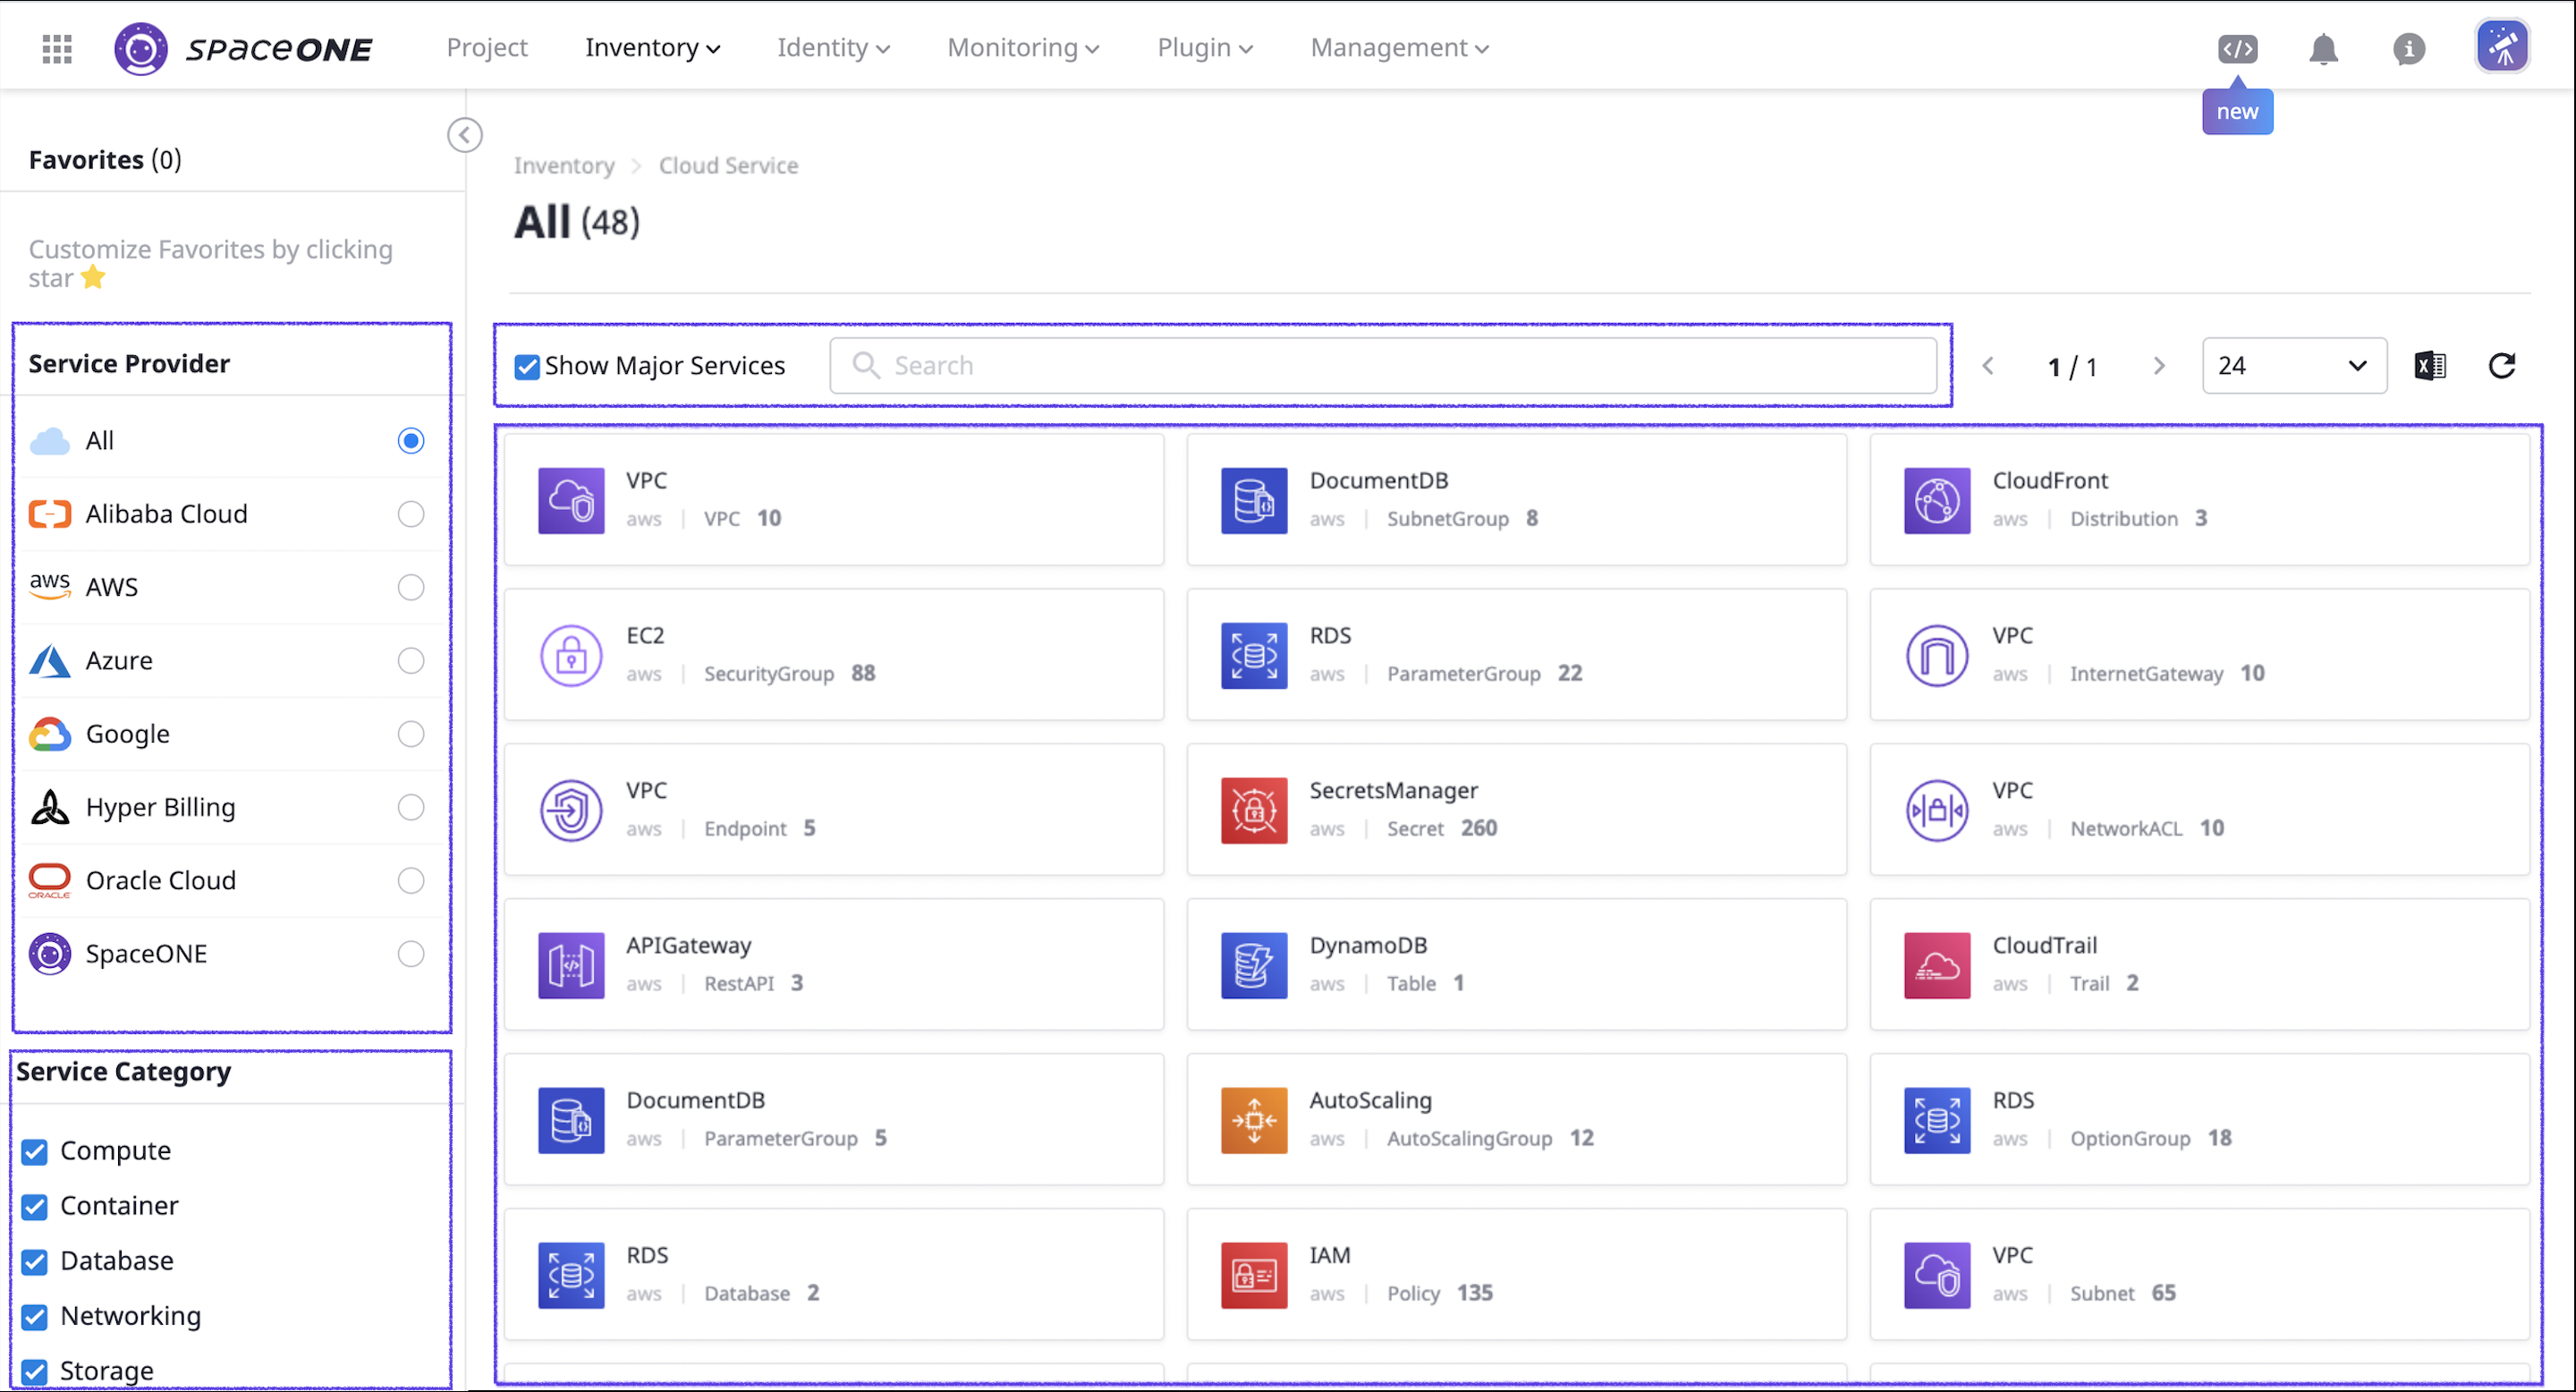 spaceONE
Project
Inventory
Identity
Monitoring
Plugin
Management
new
Favorites (0)
Customize Favorites by clicking
star
Service Provider
All
Alibaba Cloud
aws AWS
Azure
Google
Hyper Billing
ORACLE Oracle Cloud
SpaceONE
Service Category
Compute
Container
Database
Networking
Storage
Inventory > Cloud Service
All (48)
Show Major Services
Search
1 / 1
24
VPC
aws | VPC 10
DocumentDB
aws | SubnetGroup 8
CloudFront
aws | Distribution 3
EC2
aws | SecurityGroup 88
RDS
aws | ParameterGroup 22
VPC
aws | InternetGateway 10
VPC
aws | Endpoint 5
SecretsManager
aws | Secret 260
VPC
aws | NetworkACL 10
APIGateway
aws | RestAPI 3
DynamoDB
aws | Table 1
CloudTrail
aws | Trail 2
DocumentDB
aws | ParameterGroup 5
AutoScaling
aws | AutoScalingGroup 12
RDS
aws | OptionGroup 18
RDS
aws | Database 2
IAM
aws | Policy 135
VPC
aws | Subnet 65